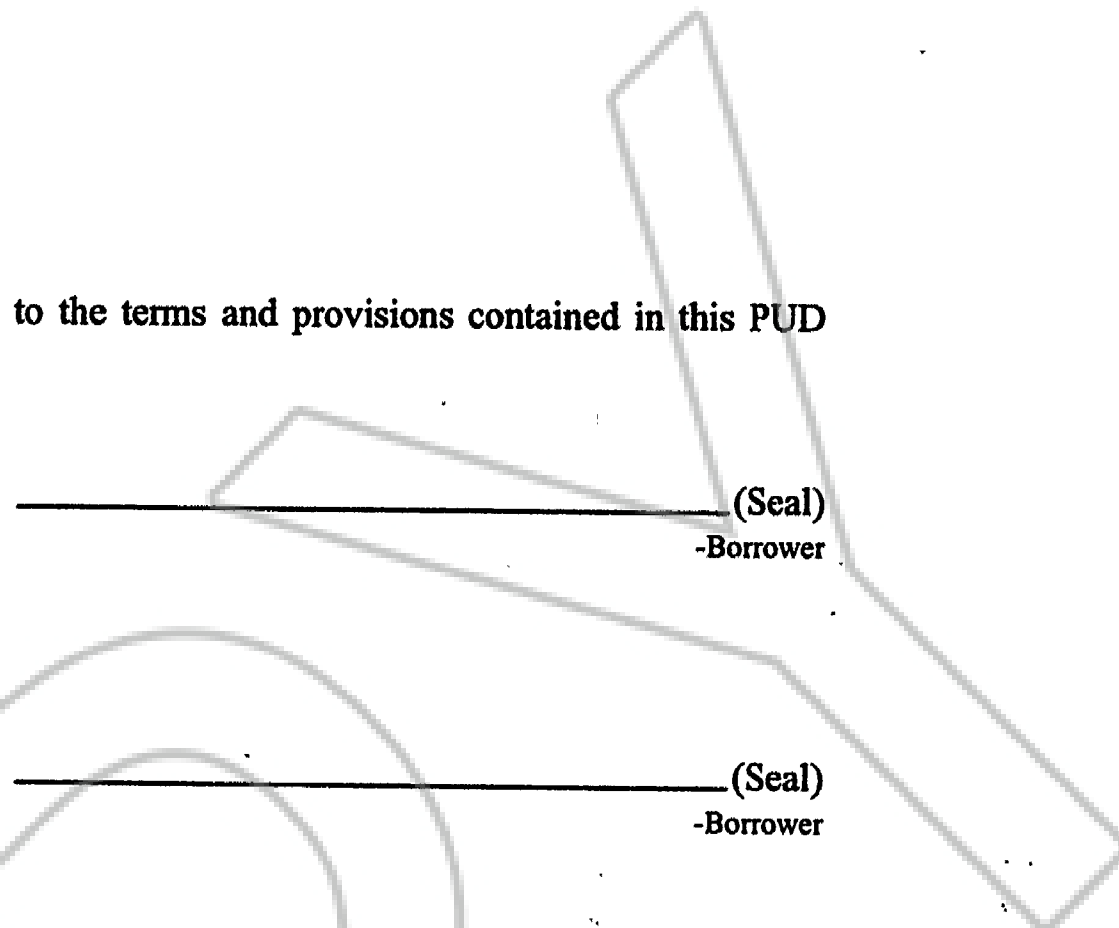 to the terms and provisions contained in this PUD
(Seal)
-Borrower
(Seal)
-Borrower